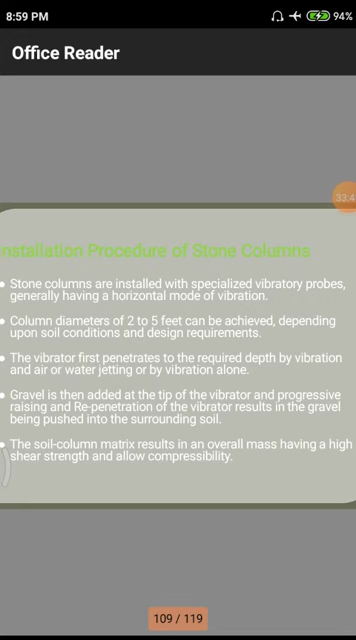 8:59 PM
94%
Office Reader
33:4
nstallation Procedure of Stone Columns
Stone columns are installed with specialized vibratory probes,
generally having a horizontal mode of vibration.
Column diameters of 2 to 5 feet can be achieved, depending
upon soil conditions and design requirements.
The vibrator first penetrates to the required depth by vibration
and air or water jetting or by vibration alone.
Gravel is then added at the tip of the vibrator and progressive
raising and Re-penetration of the vibrator results in the gravel
being pushed into the surrounding soil.
The soil-column matrix results in an overall mass having a high
shear strength and allow compressibility.
109 / 119